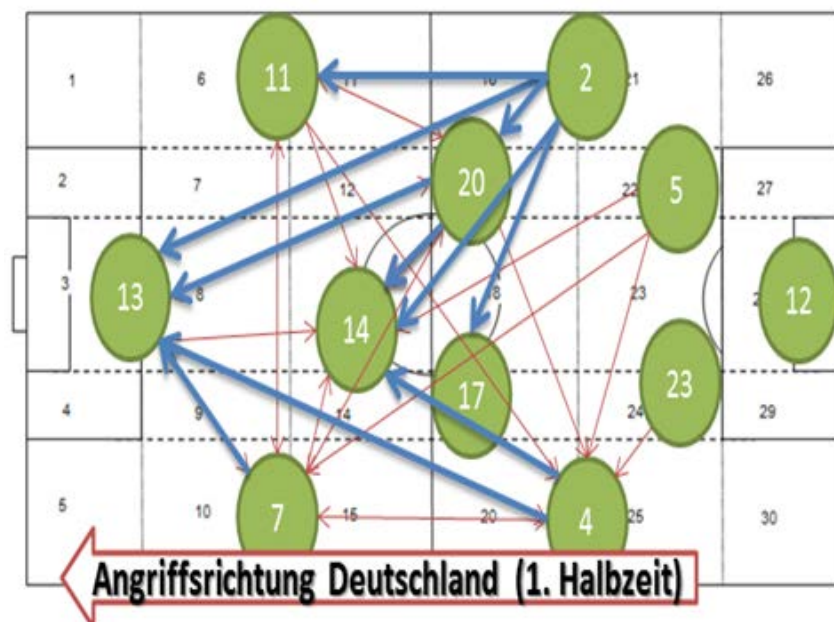 1 6 11 11 16 2 21 26
2 7 12 20 22 5 27
3 13 8 14 18 23 12
4 9 14 17 24 23 29
5 10 7 15 20 4 25 30
Angriffsrichtung Deutschland (1. Halbzeit)